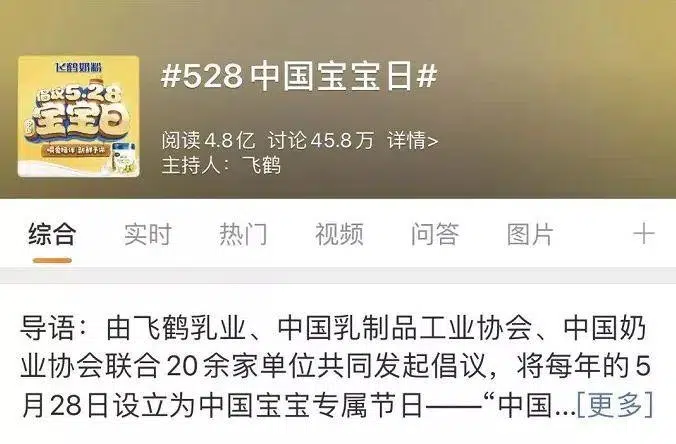 飞鹤奶粉
倡议5.28
宝宝日
#528中国宝宝日#
阅读4.8亿 讨论45.8万 详情>
主持人：飞鹤
综合 实时 热门 视频 问答 图片 +
导语：由飞鹤乳业、中国乳制品工业协会、中国奶
业协会联合20余家单位共同发起倡议，将每年的5
月28日设立为中国宝宝专属节日——“中国...[更多]